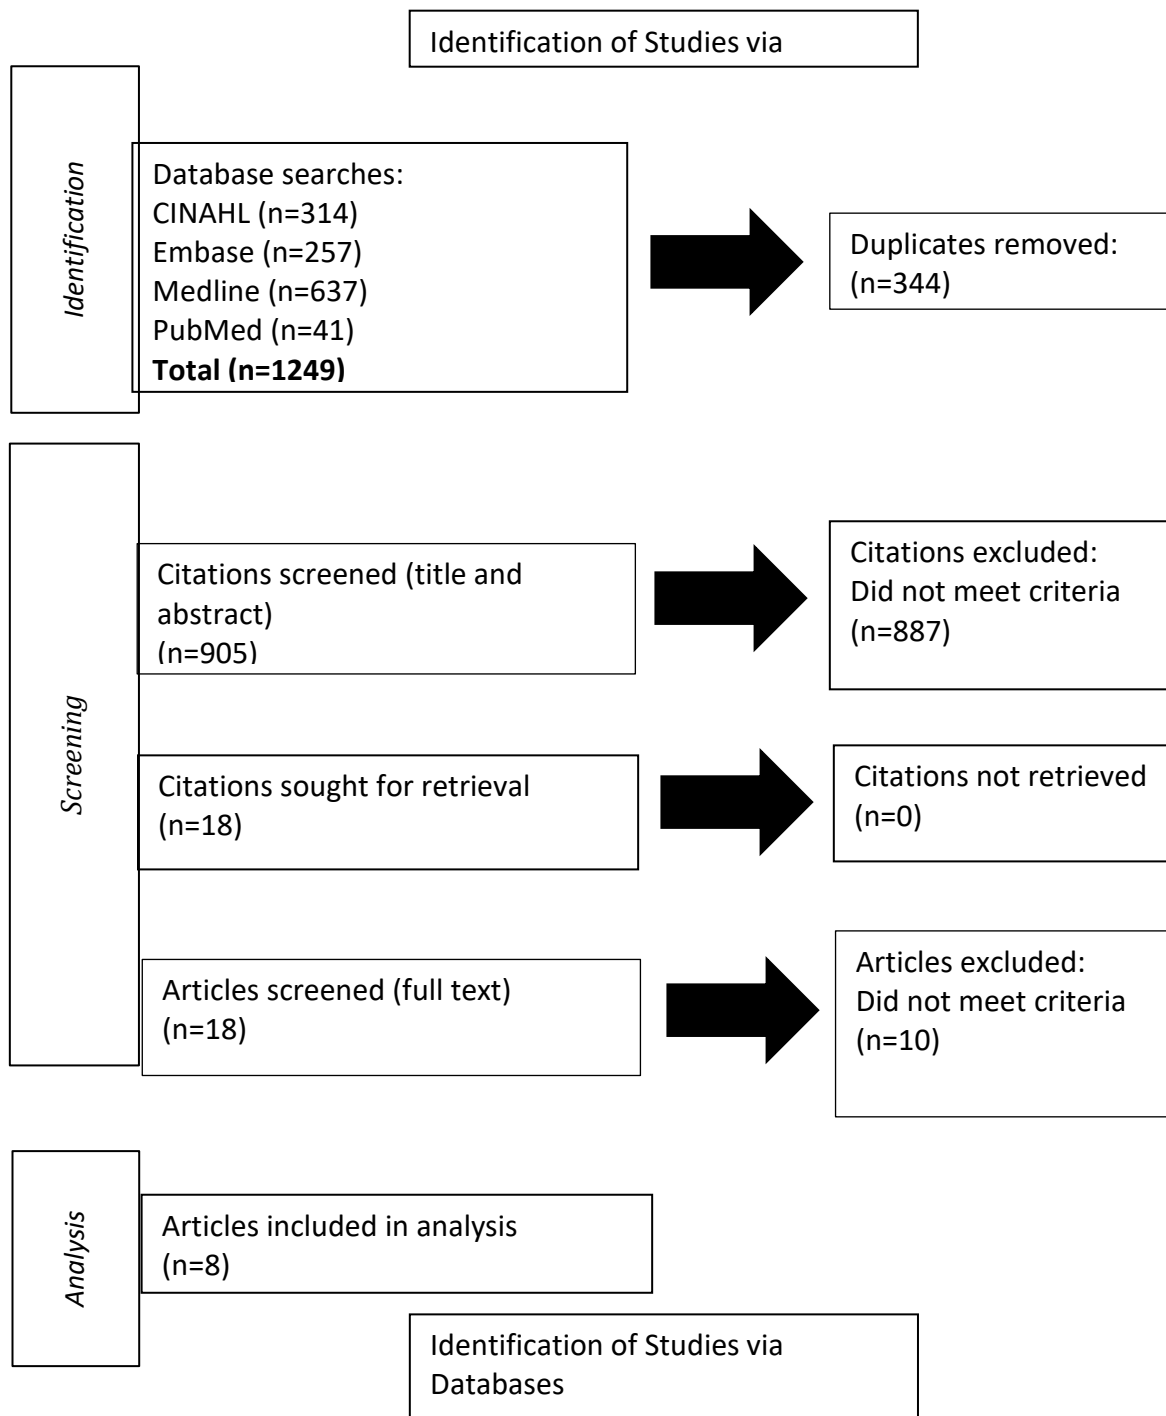 Identification of Studies via
Identification
Database searches:
CINAHL (n=314)
Embase (n=257)
Medline (n=637)
PubMed (n=41)
Total (n=1249)
Duplicates removed:
(n=344)
Screening
Citations screened (title and
abstract)
(n=905)
Citations excluded:
Did not meet criteria
(n=887)
Citations sought for retrieval
(n=18)
Citations not retrieved
(n=0)
Articles screened (full text)
(n=18)
Articles excluded:
Did not meet criteria
(n=10)
Analysis
Articles included in analysis
(n=8)
Identification of Studies via
Databases